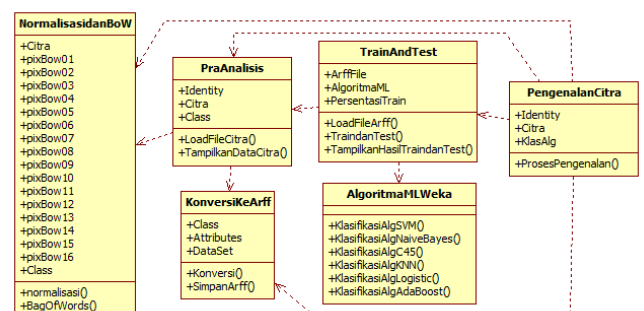 NormalisasidanBoW
+Citra
+pixBow01
+pixBow02
+pixBow03
+pixBow04
+pixBow05
+pixBow06
+pixBow07
+pixBow08
+pixBow09
+pixBow10
+pixBow11
+pixBow12
+pixBow13
+pixBow14
+pixBow15
+pixBow16
+Class
+normalisasi()
+BagOfWords()
PraAnalisis
+Identity
+Citra
+Class
+LoadFileCitra()
+TampilkanDataCitra()
KonversiKeArff
+Class
+Attributes
+DataSet
+Konversi()
+SimpanArff()
TrainAndTest
+ArffFile
+AlgoritmaML
+PersentasiTrain
+LoadFileArff()
+TraindanTest()
+TampilkanHasilTraindanTest()
AlgoritmaMLWeka
+KlasifikasiAlgSVM()
+KlasifikasiAlgNaiveBayes()
+KlasifikasiAlgC45()
+KlasifikasiAlgKNN()
+KlasifikasiAlgLogistic()
+KlasifikasiAlgAdaBoost()
PengenalanCitra
+Identity
+Citra
+KlasAlg
+ProsesPengenalan()